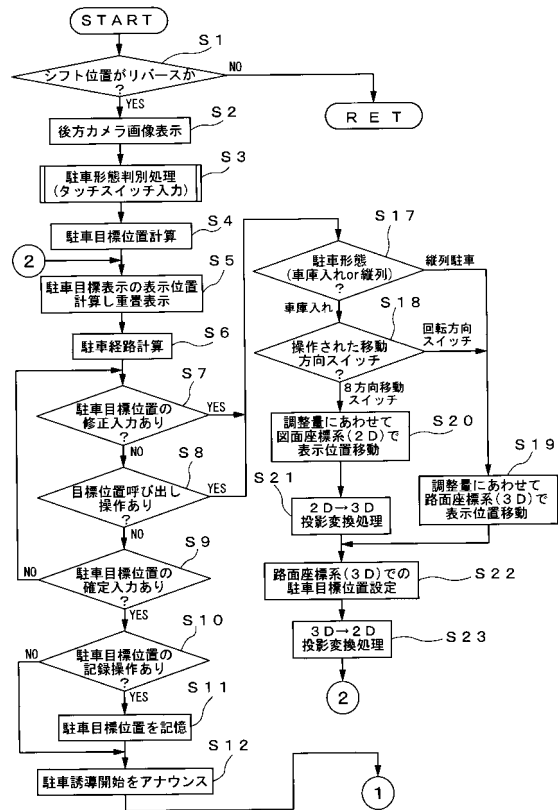 START
S1
シフト位置がリバースか
?
NO
YES
RET
S2
後方カメラ画像表示
S3
駐車形態判別処理
(タッチスイッチ入力)
S4
駐車目標位置計算
2
S5
駐車目標表示の表示位置
計算し重畳表示
S6
駐車経路計算
S7
駐車目標位置の
修正入力あり
?
YES
NO
S8
目標位置呼び出し
操作あり
?
YES
NO
S9
駐車目標位置の
確定入力あり
?
NO
YES
S10
駐車目標位置の
記録操作あり
?
NO
YES
S11
駐車目標位置を記憶
S12
駐車誘導開始をアナウンス
1
S17
駐車形態
(車庫入れor縦列)
?
縦列駐車
車庫入れ
S18
操作された移動
方向スイッチ
?
回転方向
スイッチ
8方向移動
スイッチ
S20
調整量にあわせて
図面座標系(2D)で
表示位置移動
S19
調整量にあわせて
路面座標系(3D)で
表示位置移動
S21
2D→3D
投影変換処理
S22
路面座標系(3D)での
駐車目標位置設定
S23
3D→2D
投影変換処理
2